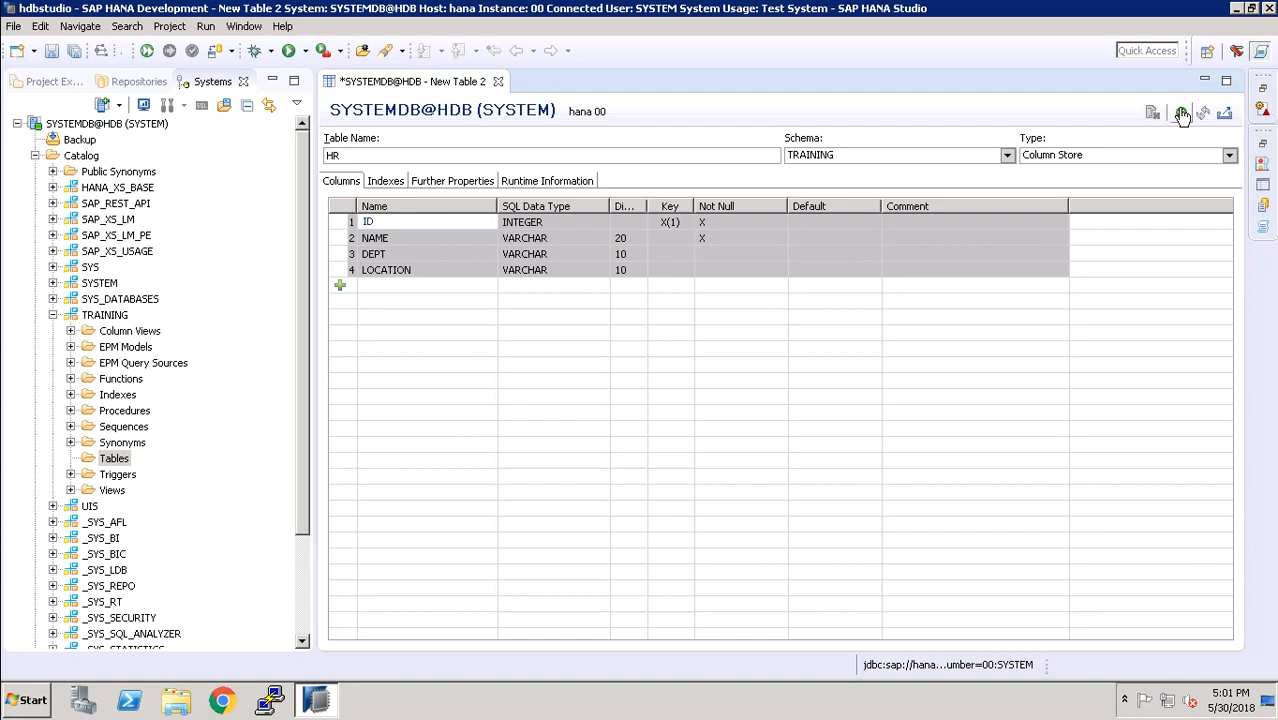 hdbstudio - SAP HANA Development - New Table 2 System: SYSTEMDB@HDB Host: hana Instance: 00 Connected User: SYSTEM System Usage: Test System - SAP HANA Studio
File Edit Navigate Search Project Run Window Help
Quick Access
Project Ex... Repositories Systems
*SYSTEMDB@HDB - New Table 2
SYSTEMDB@HDB (SYSTEM)
Backup
Catalog
Public Synonyms
HANA_XS_BASE
SAP_REST_API
SAP_XS_LM
SAP_XS_LM_PE
SAP_XS_USAGE
SYS
SYSTEM
SYS_DATABASES
TRAINING
Column Views
EPM Models
EPM Query Sources
Functions
Indexes
Procedures
Sequences
Synonyms
Tables
Triggers
Views
UIS
_SYS_AFL
_SYS_BI
_SYS_BIC
_SYS_LDB
_SYS_REPO
_SYS_RT
_SYS_SECURITY
_SYS_SQL_ANALYZER
_SYS_STATISTICS
SYSTEMDB@HDB (SYSTEM) hana 00
Table Name: Schema: Type:
HR TRAINING Column Store
Columns Indexes Further Properties Runtime Information
Name SQL Data Type Di... Key Not Null Default Comment
1 ID INTEGER X(1) X
2 NAME VARCHAR 20 X
3 DEPT VARCHAR 10
4 LOCATION VARCHAR 10
jdbc:sap://hana...umber=00:SYSTEM
Start
5:01 PM
5/30/2018